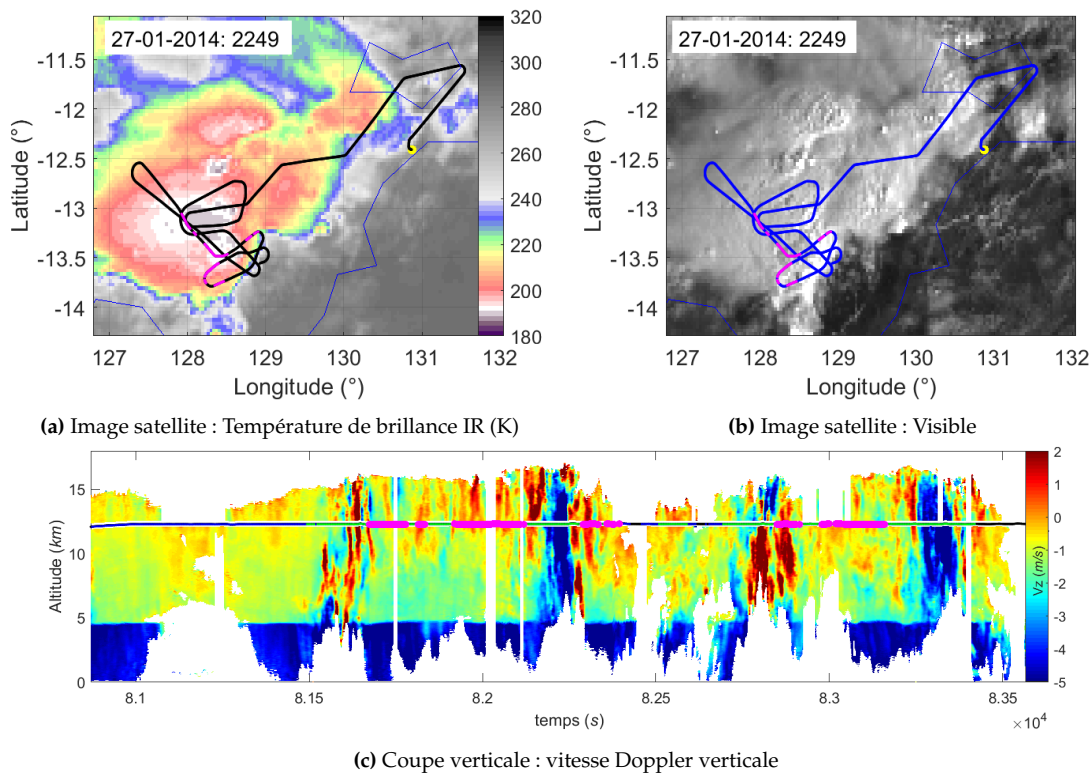 27-01-2014: 2249
-11.5
-12
-12.5
-13
-13.5
-14
Latitude (°)
127 128 129 130 131 132
Longitude (°)
320
300
280
260
240
220
200
180
(a) Image satellite : Température de brillance IR (K)
27-01-2014: 2249
-11.5
-12
-12.5
-13
-13.5
-14
Latitude (°)
127 128 129 130 131 132
Longitude (°)
(b) Image satellite : Visible
15
10
5
0
Altitude (km)
8.1 8.15 8.2 8.25 8.3 8.35
×10⁴
temps (s)
2
1
0
-1
-2
-3
-4
-5
Vz (m/s)
(c) Coupe verticale : vitesse Doppler verticale